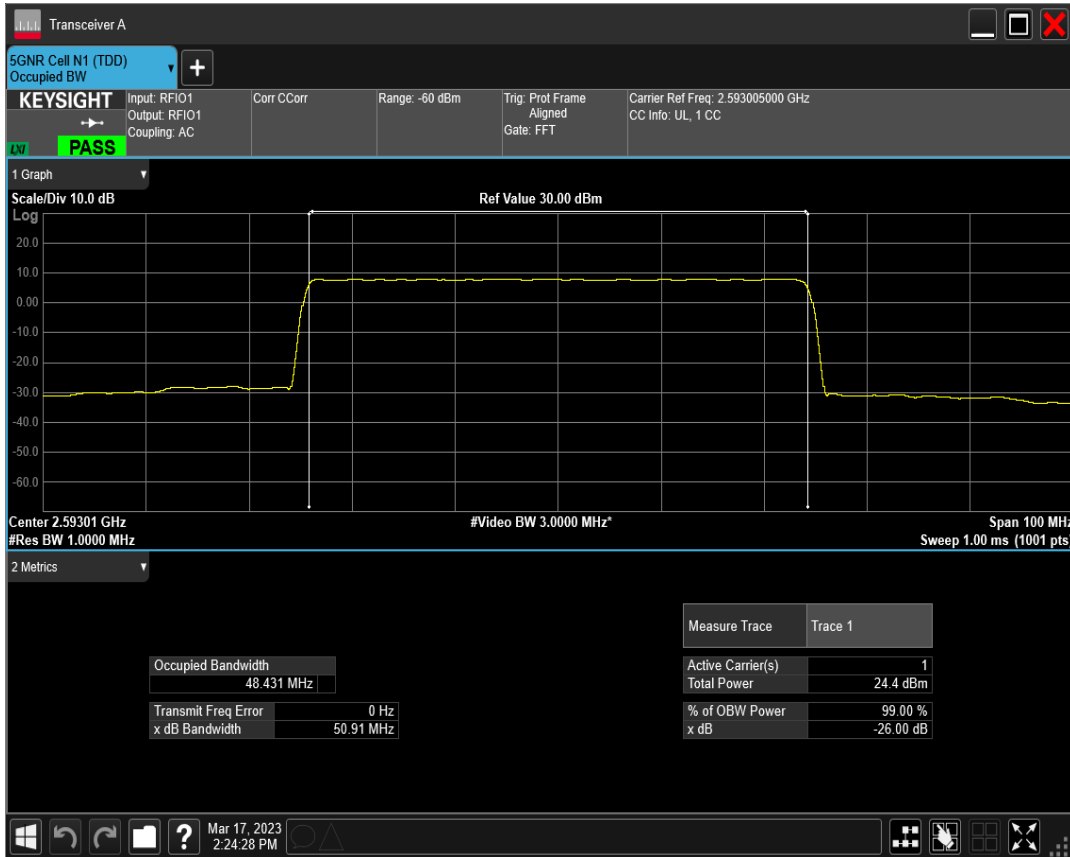 Transceiver A
5GNR Cell N1 (TDD)
Occupied BW
+
KEYSIGHT
LXI
PASS
Input: RFIO1
Output: RFIO1
Coupling: AC
Corr CCorr
Range: -60 dBm
Trig: Prot Frame
Aligned
Gate: FFT
Carrier Ref Freq: 2.593005000 GHz
CC Info: UL, 1 CC
1 Graph
Scale/Div 10.0 dB
Ref Value 30.00 dBm
Log
20.0
10.0
0.00
-10.0
-20.0
-30.0
-40.0
-50.0
-60.0
Center 2.59301 GHz
#Video BW 3.0000 MHz*
Span 100 MHz
#Res BW 1.0000 MHz
Sweep 1.00 ms (1001 pts)
2 Metrics
Measure Trace Trace 1
Occupied Bandwidth
48.431 MHz
Active Carrier(s) 1
Total Power 24.4 dBm
Transmit Freq Error 0 Hz
x dB Bandwidth 50.91 MHz
% of OBW Power 99.00 %
x dB -26.00 dB
?
Mar 17, 2023
2:24:28 PM